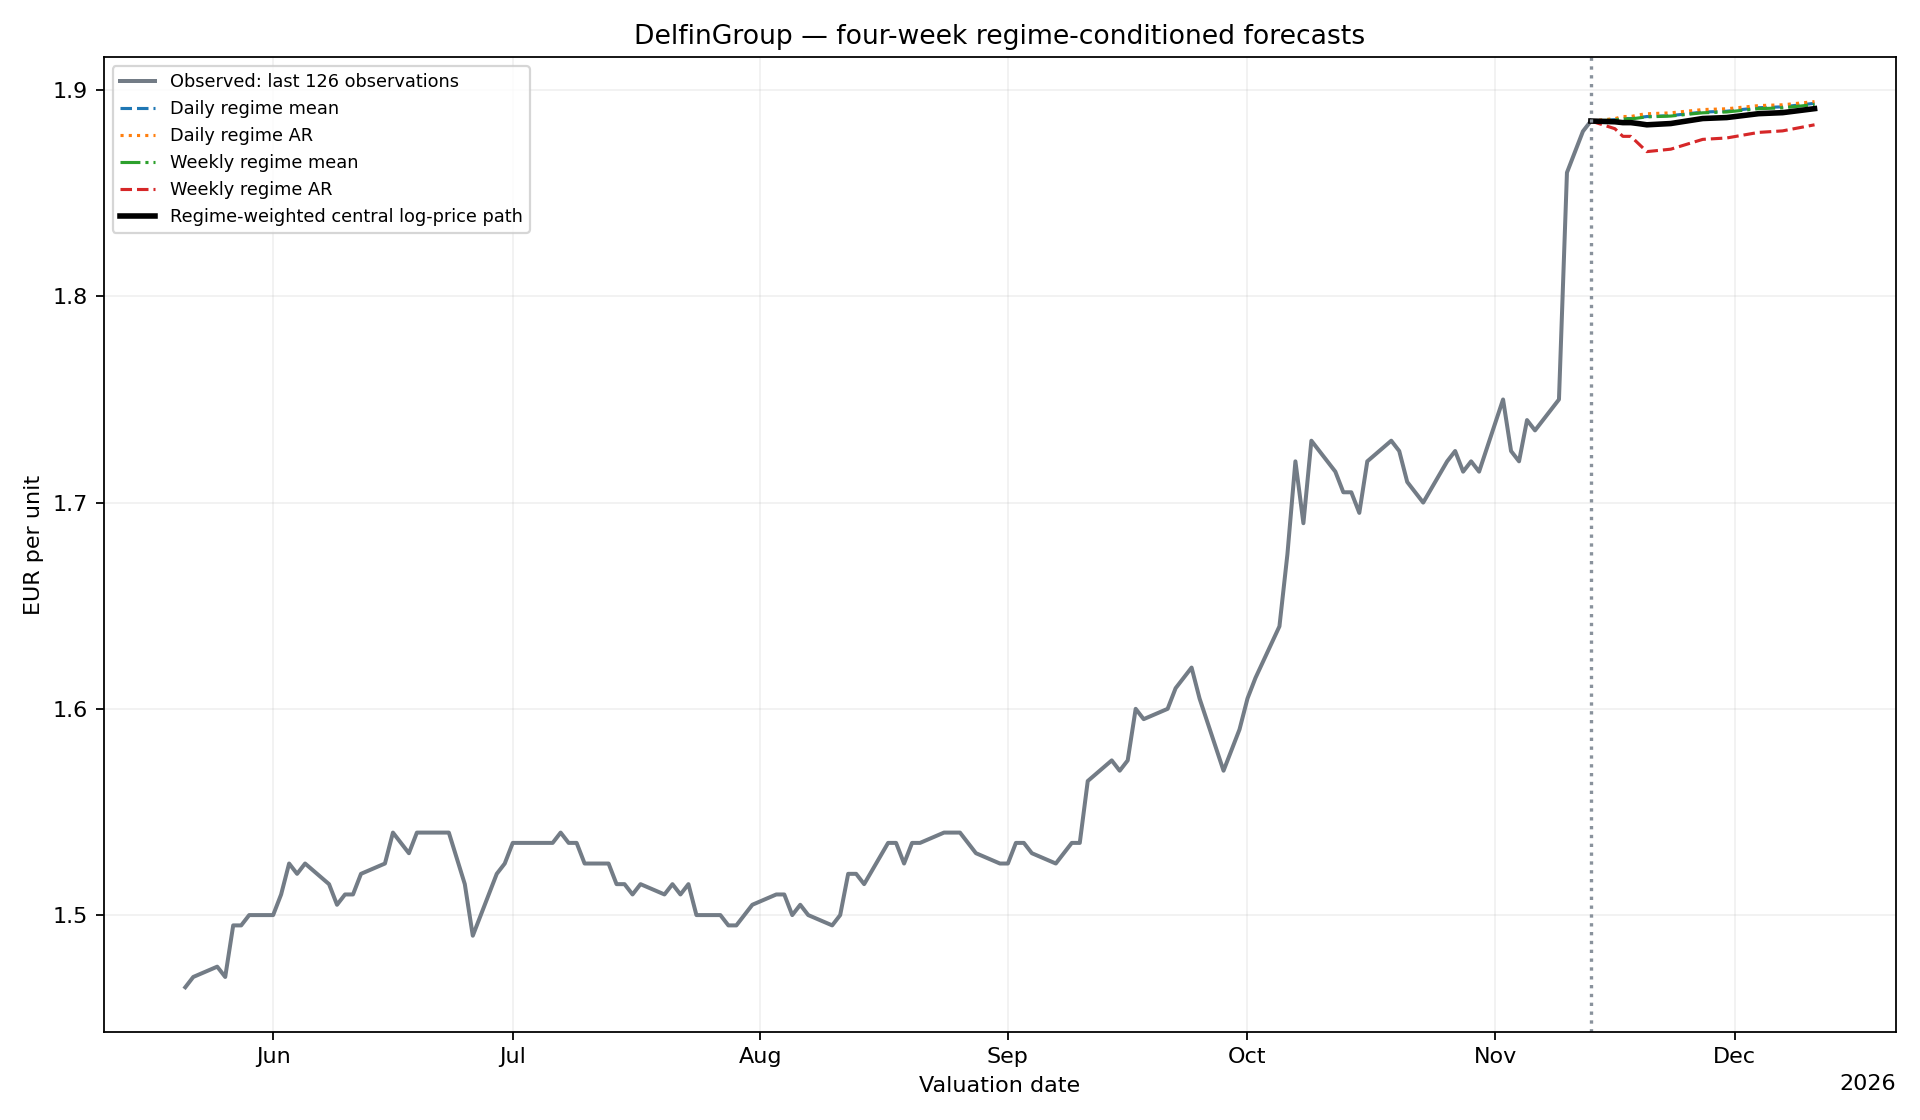 DelfinGroup — four-week regime-conditioned forecasts
Observed: last 126 observations
Daily regime mean
Daily regime AR
Weekly regime mean
Weekly regime AR
Regime-weighted central log-price path
EUR per unit
1.9
1.8
1.7
1.6
1.5
Jun Jul Aug Sep Oct Nov Dec
Valuation date
2026